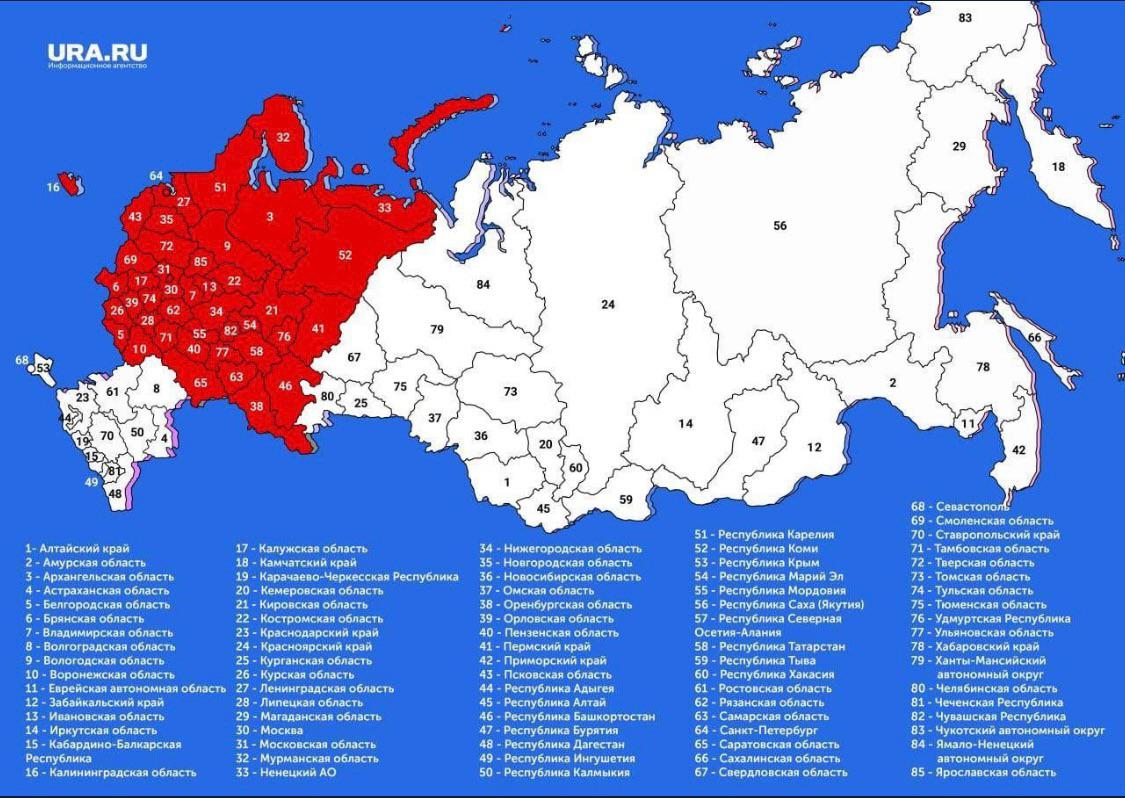 URA.RU
Информационное агентство
83
32
29
16
64
51
18
27
33
43
35
3
56
72
9
52
69
85
31
6
17
13
22
84
30
7
24
39
74
26
62
34
21
28
54
79
41
5
71
55
82
76
66
10
40
77
58
67
78
68
53
65
63
46
80
75
2
61
8
73
23
25
38
37
44
14
11
70
50
4
36
20
47
12
42
19
15
60
81
49
1
48
59
45
1- Алтайский край
2 - Амурская область
3 - Архангельская область
4 - Астраханская область
5 - Белгородская область
6 - Брянская область
7 - Владимирская область
8 - Волгоградская область
9 - Вологодская область
10 - Воронежская область
11 - Еврейская автономная область
12 - Забайкальский край
13 - Ивановская область
14 - Иркутская область
15 - Кабардино-Балкарская
Республика
16 - Калининградская область
17 - Калужская область
18 - Камчатский край
19 - Карачаево-Черкесская Республика
20 - Кемеровская область
21 - Кировская область
22 - Костромская область
23 - Краснодарский край
24 - Красноярский край
25 - Курганская область
26 - Курская область
27 - Ленинградская область
28 - Липецкая область
29 - Магаданская область
30 - Москва
31 - Московская область
32 - Мурманская область
33 - Ненецкий АО
34 - Нижегородская область
35 - Новгородская область
36 - Новосибирская область
37 - Омская область
38 - Оренбургская область
39 - Орловская область
40 - Пензенская область
41 - Пермский край
42 - Приморский край
43 - Псковская область
44 - Республика Адыгея
45 - Республика Алтай
46 - Республика Башкортостан
47 - Республика Бурятия
48 - Республика Дагестан
49 - Республика Ингушетия
50 - Республика Калмыкия
51 - Республика Карелия
52 - Республика Коми
53 - Республика Крым
54 - Республика Марий Эл
55 - Республика Мордовия
56 - Республика Саха (Якутия)
57 - Республика Северная
Осетия-Алания
58 - Республика Татарстан
59 - Республика Тыва
60 - Республика Хакасия
61 - Ростовская область
62 - Рязанская область
63 - Самарская область
64 - Санкт-Петербург
65 - Саратовская область
66 - Сахалинская область
67 - Свердловская область
68 - Севастополь
69 - Смоленская область
70 - Ставропольский край
71 - Тамбовская область
72 - Тверская область
73 - Томская область
74 - Тульская область
75 - Тюменская область
76 - Удмуртская Республика
77 - Ульяновская область
78 - Хабаровский край
79 - Ханты-Мансийский
автономный округ
80 - Челябинская область
81 - Чеченская Республика
82 - Чувашская Республика
83 - Чукотский автономный округ
84 - Ямало-Ненецкий
автономный округ
85 - Ярославская область